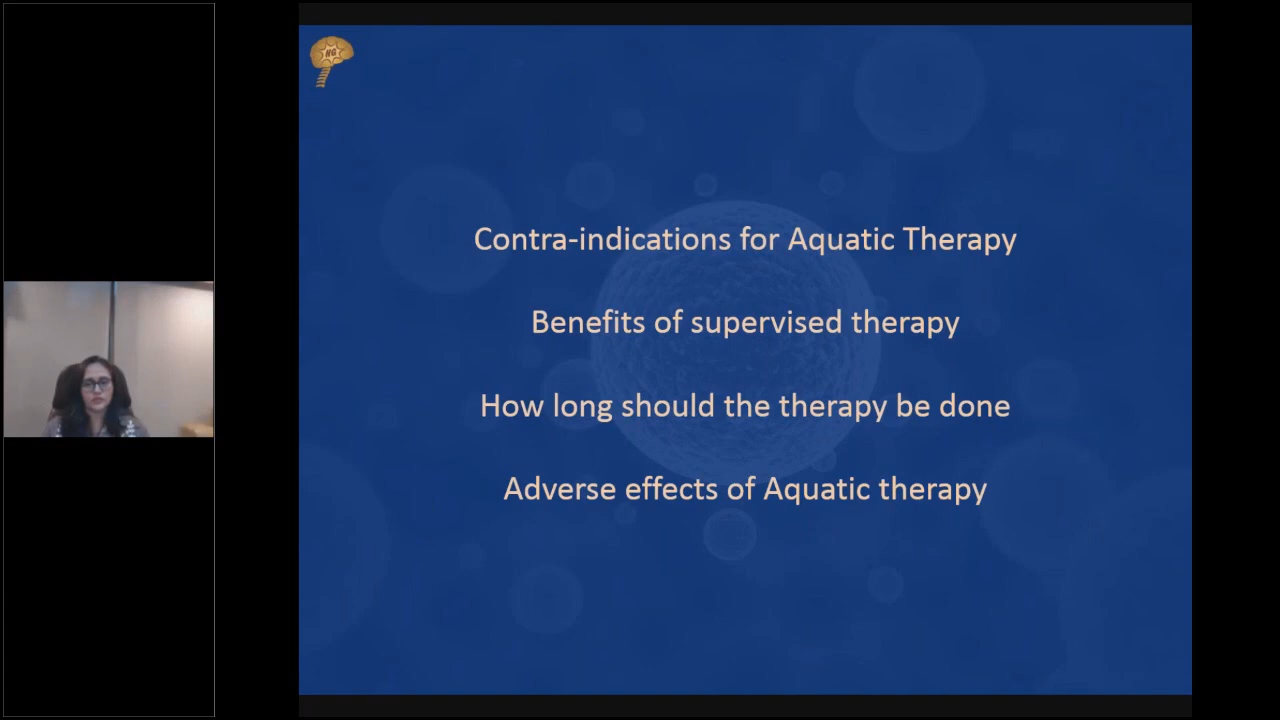 HG
Contra-indications for Aquatic Therapy
Benefits of supervised therapy
How long should the therapy be done
Adverse effects of Aquatic therapy